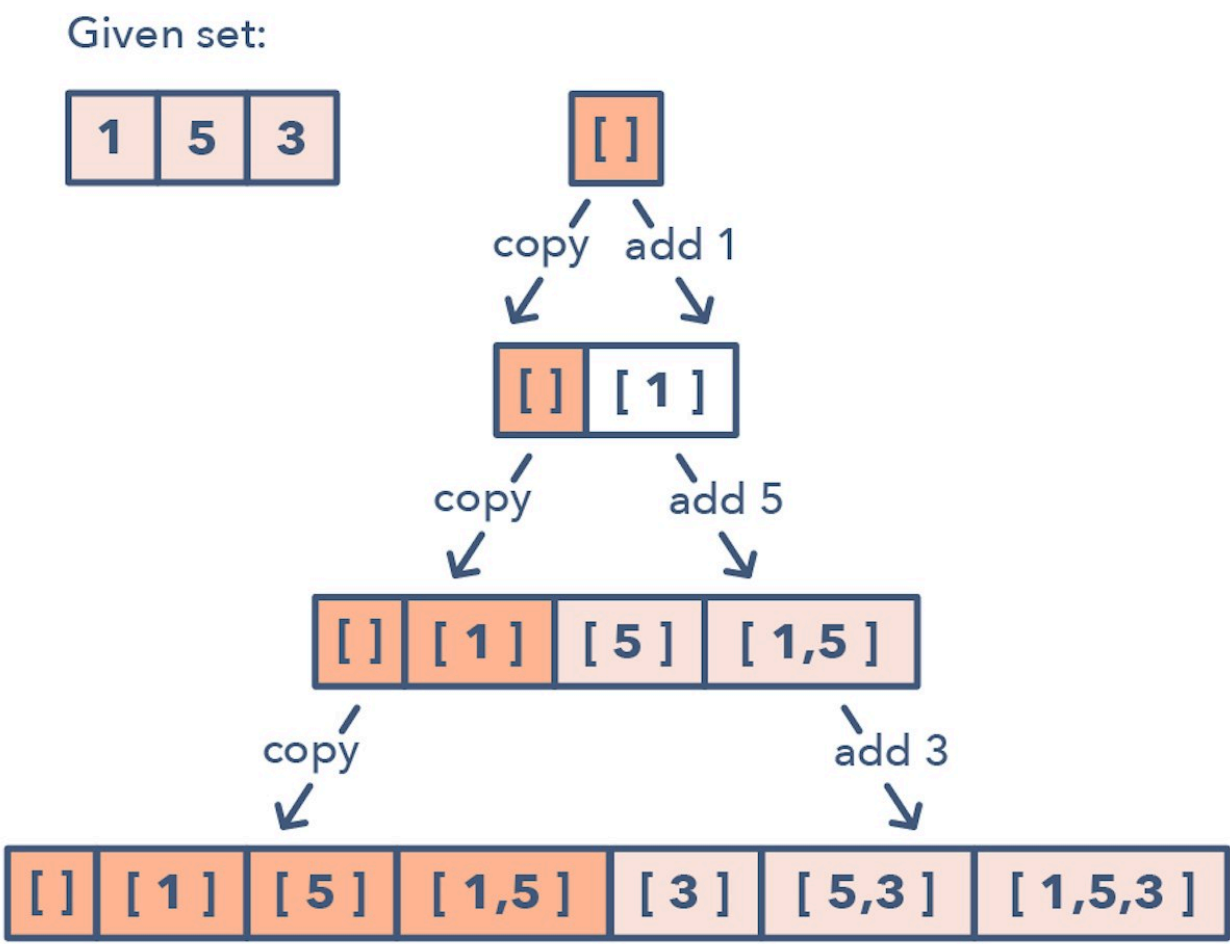 Given set:
1 5 3
[ ]
copy add 1
[ ] [ 1 ]
copy add 5
[ ] [ 1 ] [ 5 ] [ 1,5 ]
copy add 3
[ ] [ 1 ] [ 5 ] [ 1,5 ] [ 3 ] [ 5,3 ] [ 1,5,3 ]